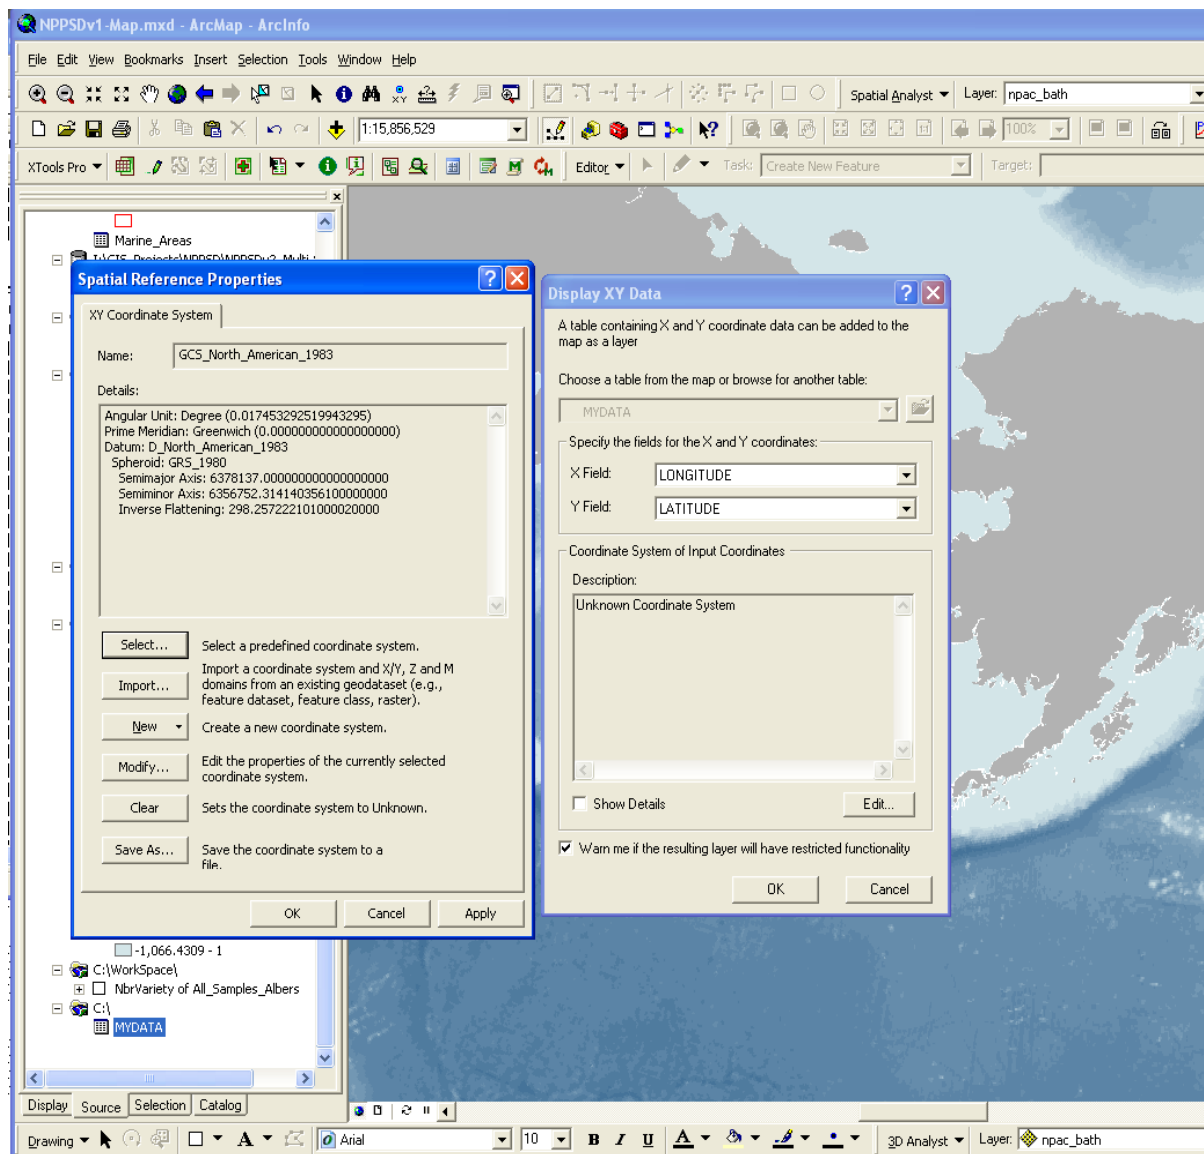 NPPSDv1-Map.mxd - ArcMap - ArcInfo
File Edit View Bookmarks Insert Selection Tools Window Help
Spatial Analyst Layer: npac_bath
1:15,856,529
100%
XTools Pro
Editor Task: Create New Feature Target:
Marine_Areas
Spatial Reference Properties
XY Coordinate System
Name: GCS_North_American_1983
Details:
Angular Unit: Degree (0.017453292519943295)
Prime Meridian: Greenwich (0.000000000000000000)
Datum: D_North_American_1983
Spheroid: GRS_1980
Semimajor Axis: 6378137.000000000000000000
Semiminor Axis: 6356752.314140356100000000
Inverse Flattening: 298.257222101000020000
Select... Select a predefined coordinate system.
Import... Import a coordinate system and X/Y, Z and M
domains from an existing geodataset (e.g.,
feature dataset, feature class, raster).
New Create a new coordinate system.
Modify... Edit the properties of the currently selected
coordinate system.
Clear Sets the coordinate system to Unknown.
Save As... Save the coordinate system to a
file.
OK Cancel Apply
Display XY Data
A table containing X and Y coordinate data can be added to the
map as a layer
Choose a table from the map or browse for another table:
MYDATA
Specify the fields for the X and Y coordinates:
X Field: LONGITUDE
Y Field: LATITUDE
Coordinate System of Input Coordinates
Description:
Unknown Coordinate System
Show Details Edit...
Warn me if the resulting layer will have restricted functionality
OK Cancel
-1,066.4309 - 1
C:\WorkSpace\
NbrVariety of All_Samples_Albers
C:\
MYDATA
Display Source Selection Catalog
Drawing A Arial 10 B I U A 3D Analyst Layer: npac_bath